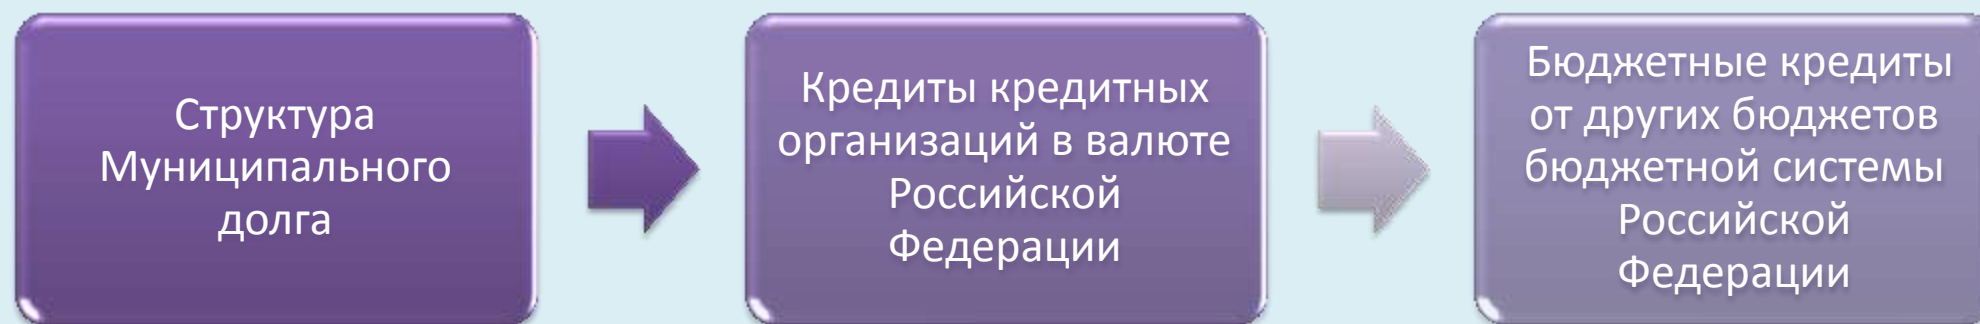 Структура
Муниципального
долга
Кредиты кредитных
организаций в валюте
Российской
Федерации
Бюджетные кредиты
от других бюджетов
бюджетной системы
Российской
Федерации